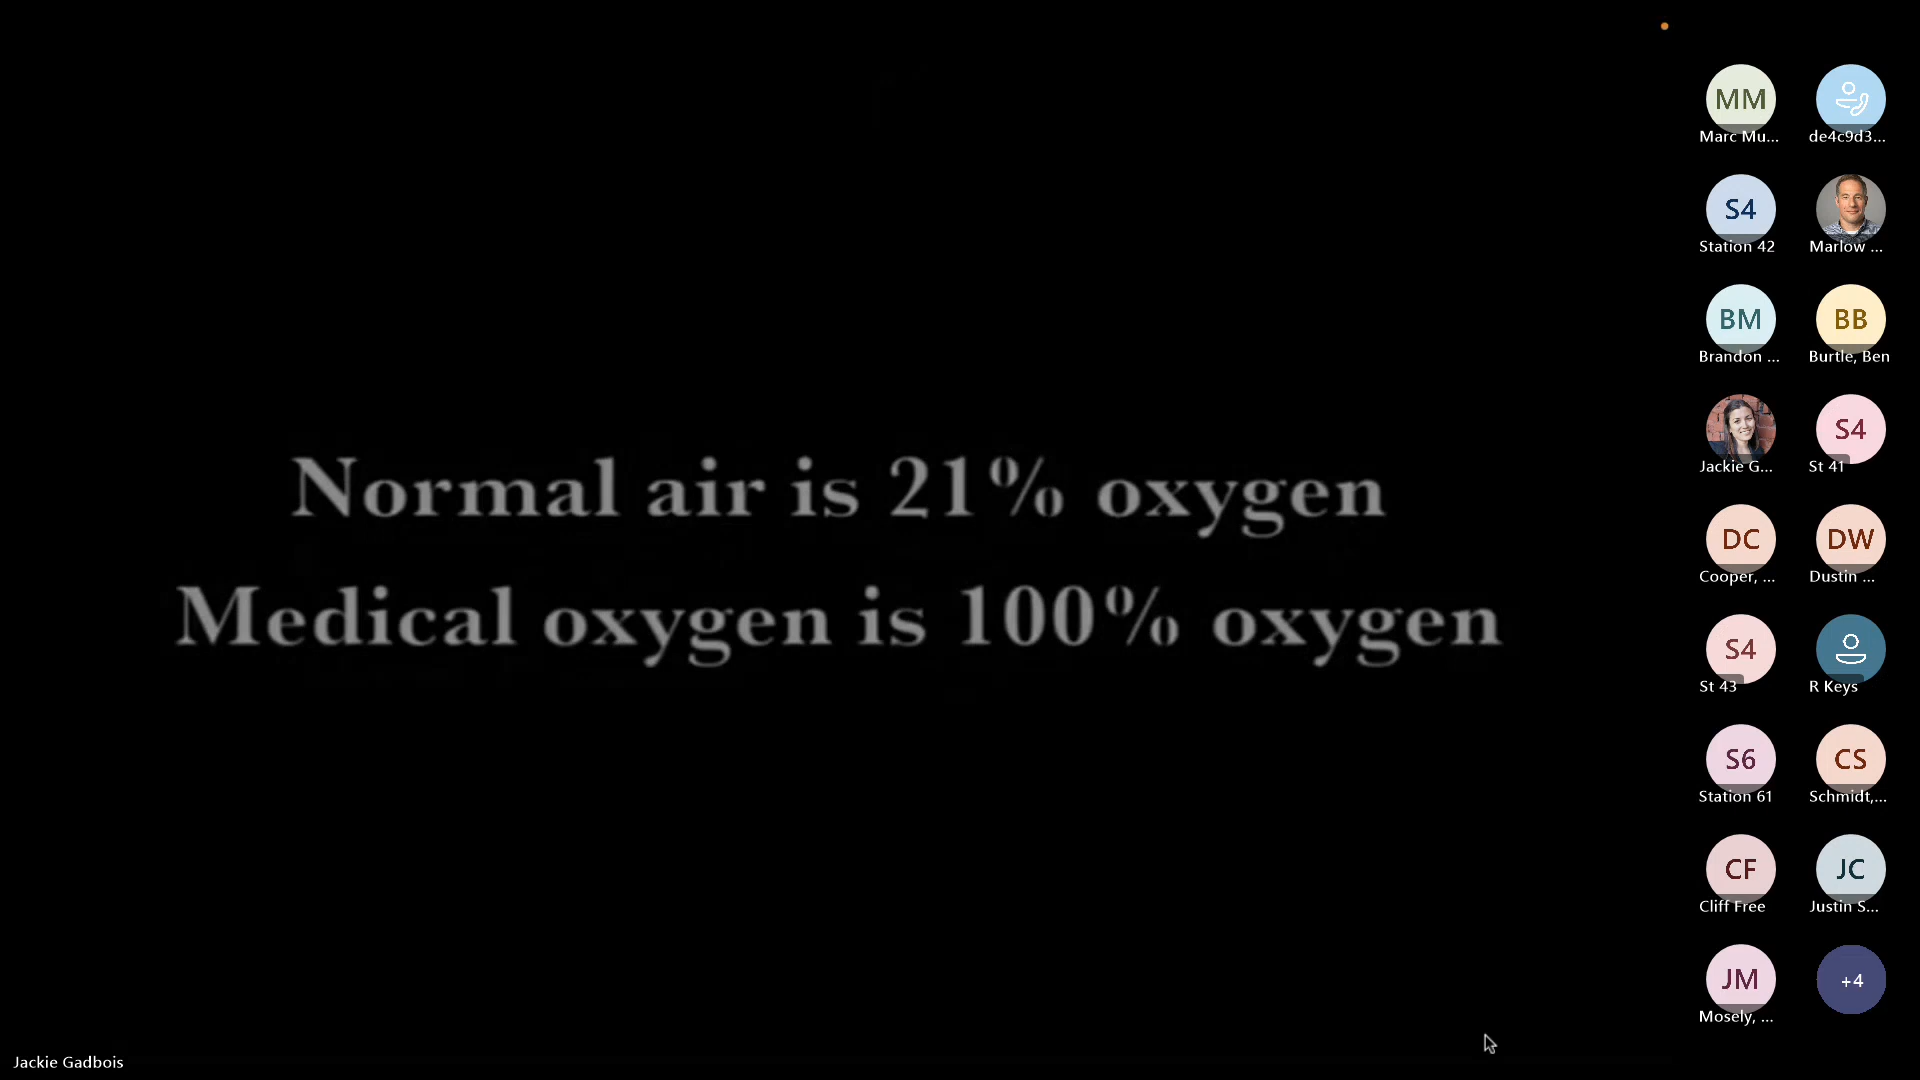 Normal air is 21% oxygen
Medical oxygen is 100% oxygen
MM
Marc Mu...
de4c9d3...
S4
Station 42
Marlow ...
BM
Brandon ...
BB
Burtle, Ben
Jackie G...
S4
St 41
DC
Cooper, ...
DW
Dustin ...
S4
St 43
R Keys
S6
Station 61
CS
Schmidt,...
CF
Cliff Free
JC
Justin S...
JM
Mosely, ...
+4
Jackie Gadbois